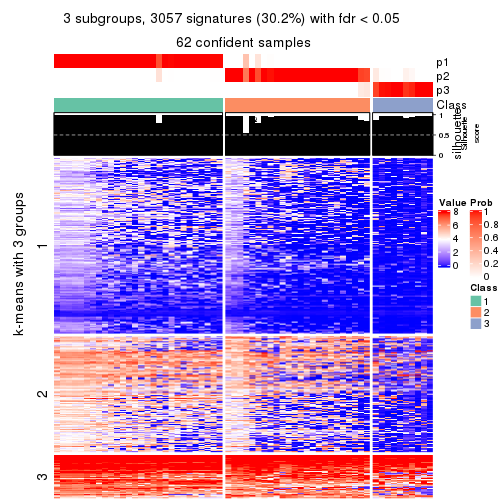 3 subgroups, 3057 signatures (30.2%) with fdr < 0.05
62 confident samples
p1
p2
p3
Class
1
0.5
0
silhouette
Silhouette
score
k-means with 3 groups
1
2
3
Value
8
6
4
2
0
Prob
1
0.8
0.6
0.4
0.2
0
Class
1
2
3